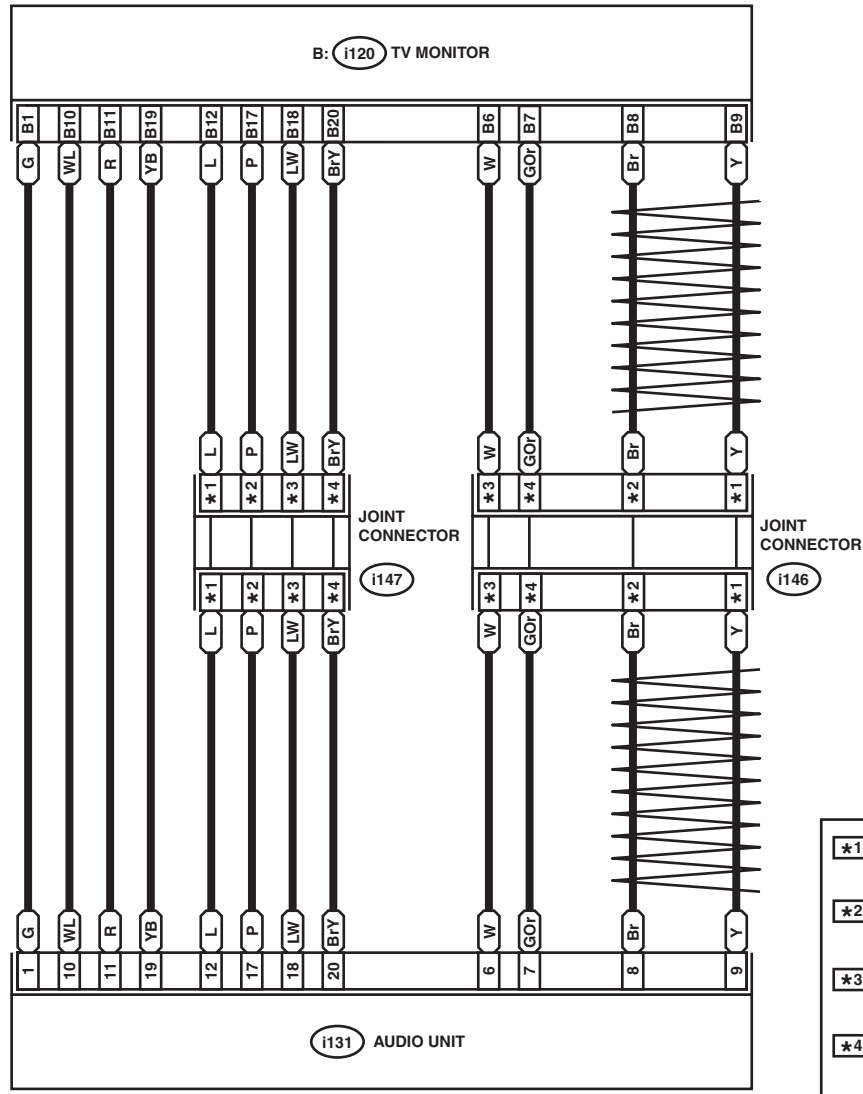 B: i120 TV MONITOR
B1 B10 B11 B19 B12 B17 B18 B20 B6 B7 B8 B9
G WL R YB L P LW BrY W GOr Br Y
L P LW BrY W GOr Br Y
*1 *2 *3 *4 *3 *4 *2 *1
JOINT
CONNECTOR
i147
JOINT
CONNECTOR
i146
*1 *2 *3 *4 *3 *4 *2 *1
L P LW BrY W GOr Br Y
G WL R YB L P LW BrY W GOr Br Y
1 10 11 19 12 17 18 20 6 7 8 9
i131 AUDIO UNIT
*1
*2
*3
*4